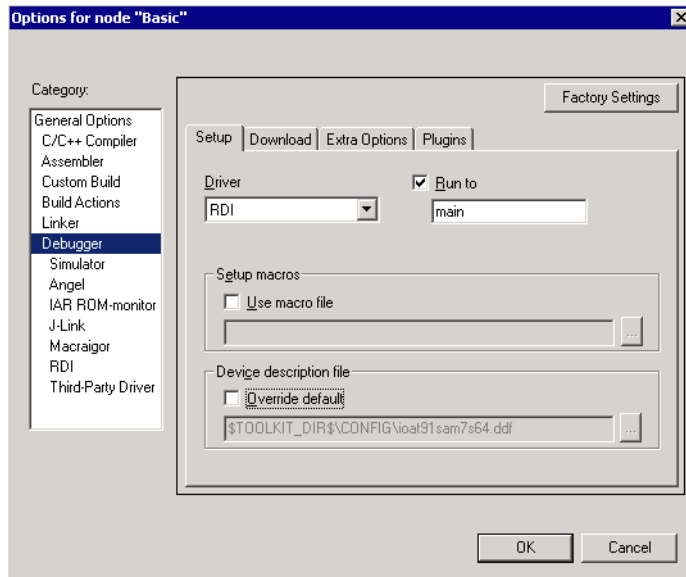 Options for node "Basic"
Category:
Factory Settings
General Options
C/C++ Compiler
Assembler
Custom Build
Build Actions
Linker
Debugger
Simulator
Angel
IAR ROM-monitor
J-Link
Macraigor
RDI
Third-Party Driver
Setup
Download
Extra Options
Plugins
Driver
Run to
RDI
main
Setup macros
Use macro file
...
Device description file
Override default
$TOOLKIT_DIR$\CONFIG\ioat91sam7s64.ddf
...
OK
Cancel